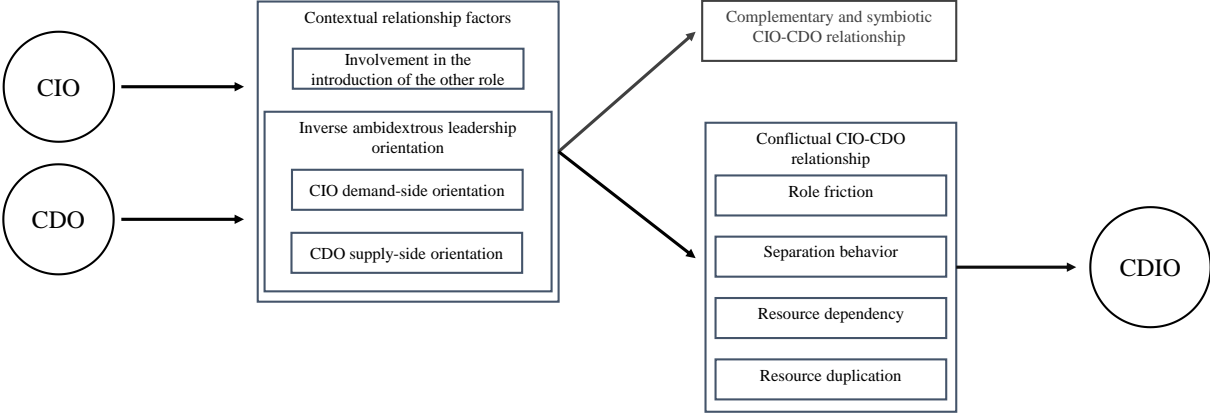 CIO
CDO
Contextual relationship factors
Involvement in the
introduction of the other role
Inverse ambidextrous leadership
orientation
CIO demand-side orientation
CDO supply-side orientation
Complementary and symbiotic
CIO-CDO relationship
Conflictual CIO-CDO
relationship
Role friction
Separation behavior
Resource dependency
Resource duplication
CDIO